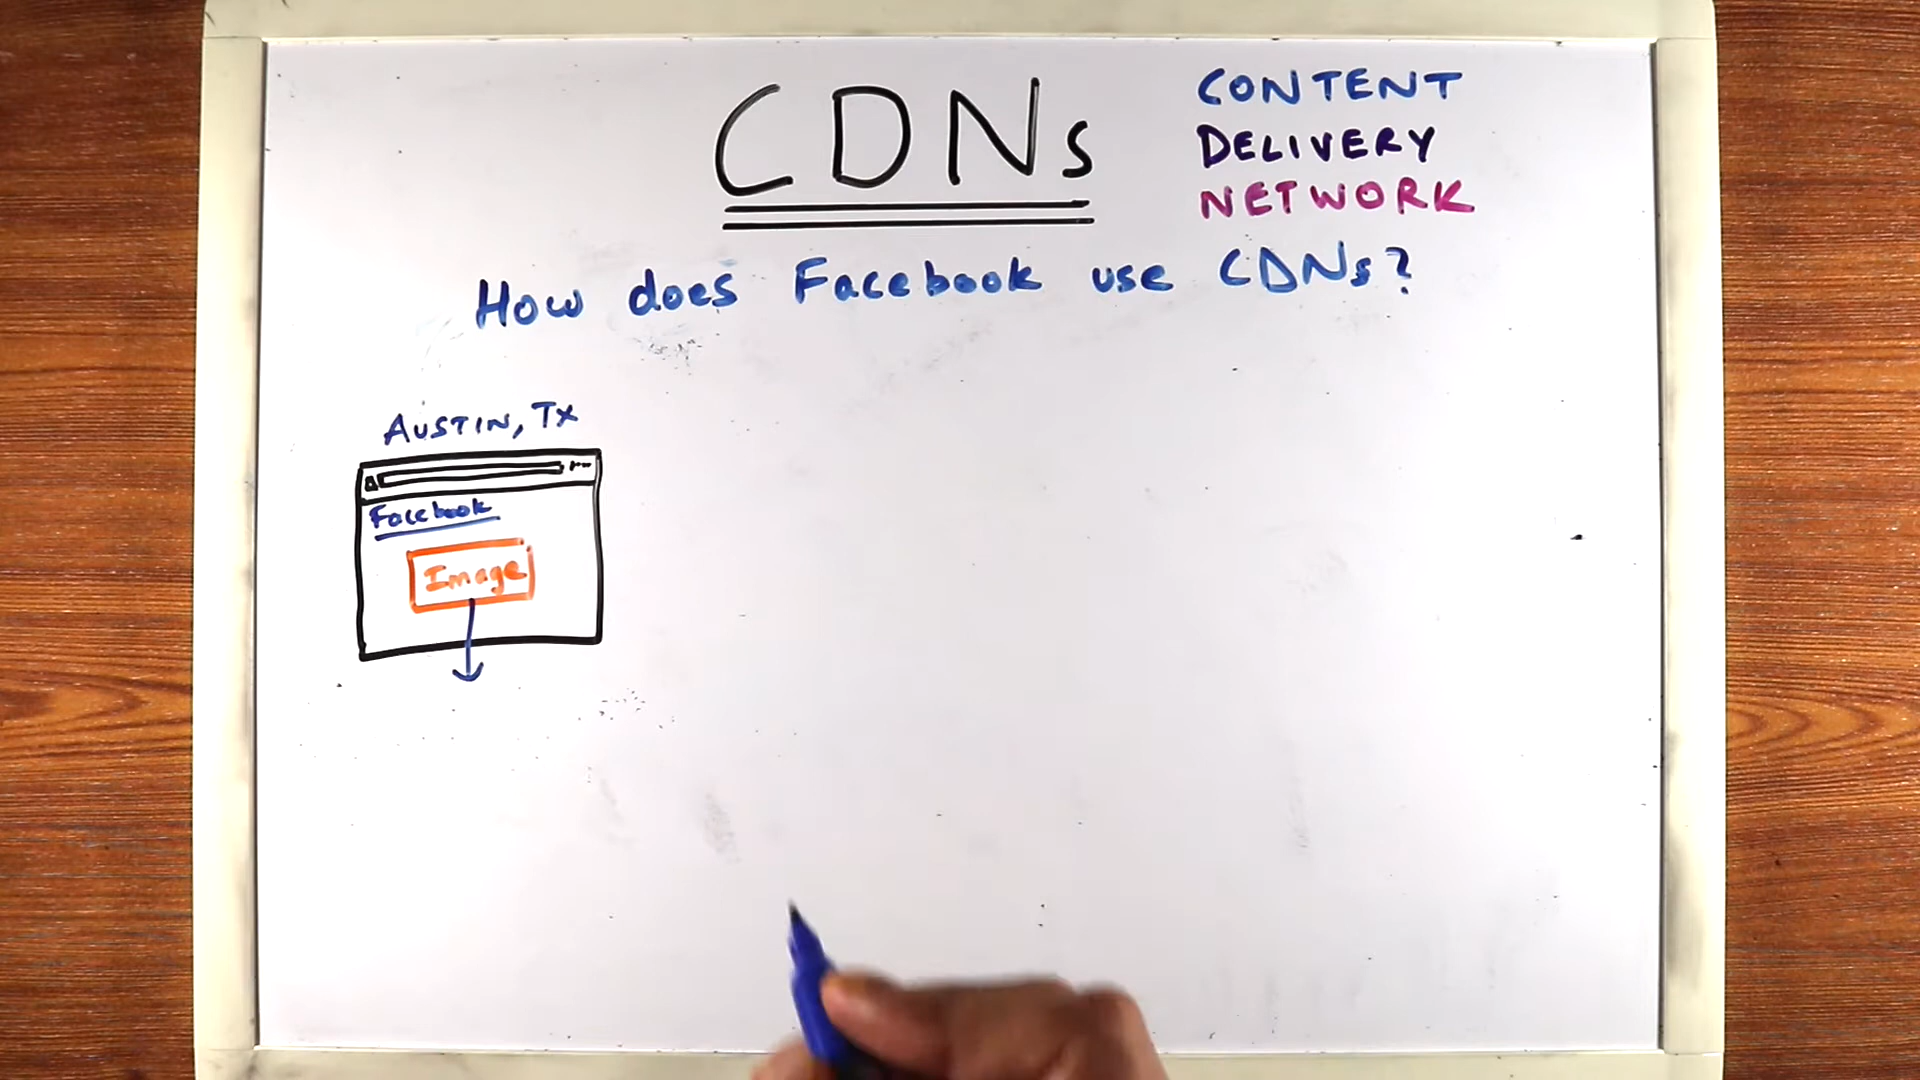 CDNs
CONTENT
DELIVERY
NETWORK
How does Facebook use CDNs?
AUSTIN, TX
Facebook
Image